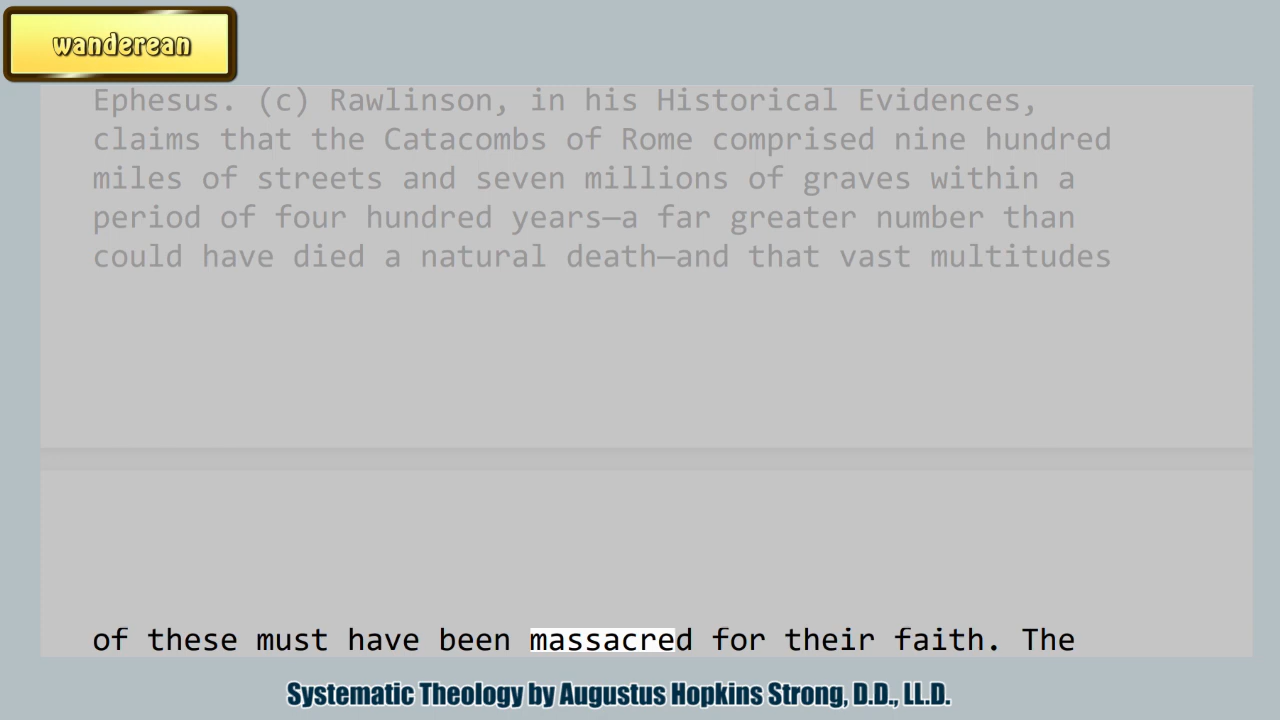 wanderean
Ephesus. (c) Rawlinson, in his Historical Evidences,
claims that the Catacombs of Rome comprised nine hundred
miles of streets and seven millions of graves within a
period of four hundred years—a far greater number than
could have died a natural death—and that vast multitudes
of these must have been massacred for their faith. The
Systematic Theology by Augustus Hopkins Strong, D.D., LL.D.